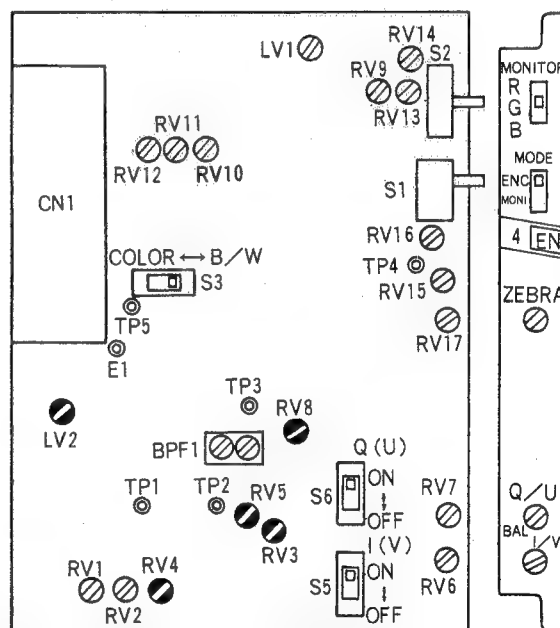 RV14
LV1
S2
RV9
RV13
MONITOR
R
G
B
RV11
RV12
RV10
MODE
ENC
MONI
S1
CN1
RV16
4 EN
COLOR ↔ B/W
TP4
S3
RV15
ZEBRA
TP5
RV17
E1
TP3
RV8
LV2
BPF1
Q (U)
ON
↓
OFF
S6
TP1
TP2
RV5
RV3
RV7
Q/U
BAL
I/V
I (V)
ON
↓
OFF
S5
RV6
RV1
RV4
RV2